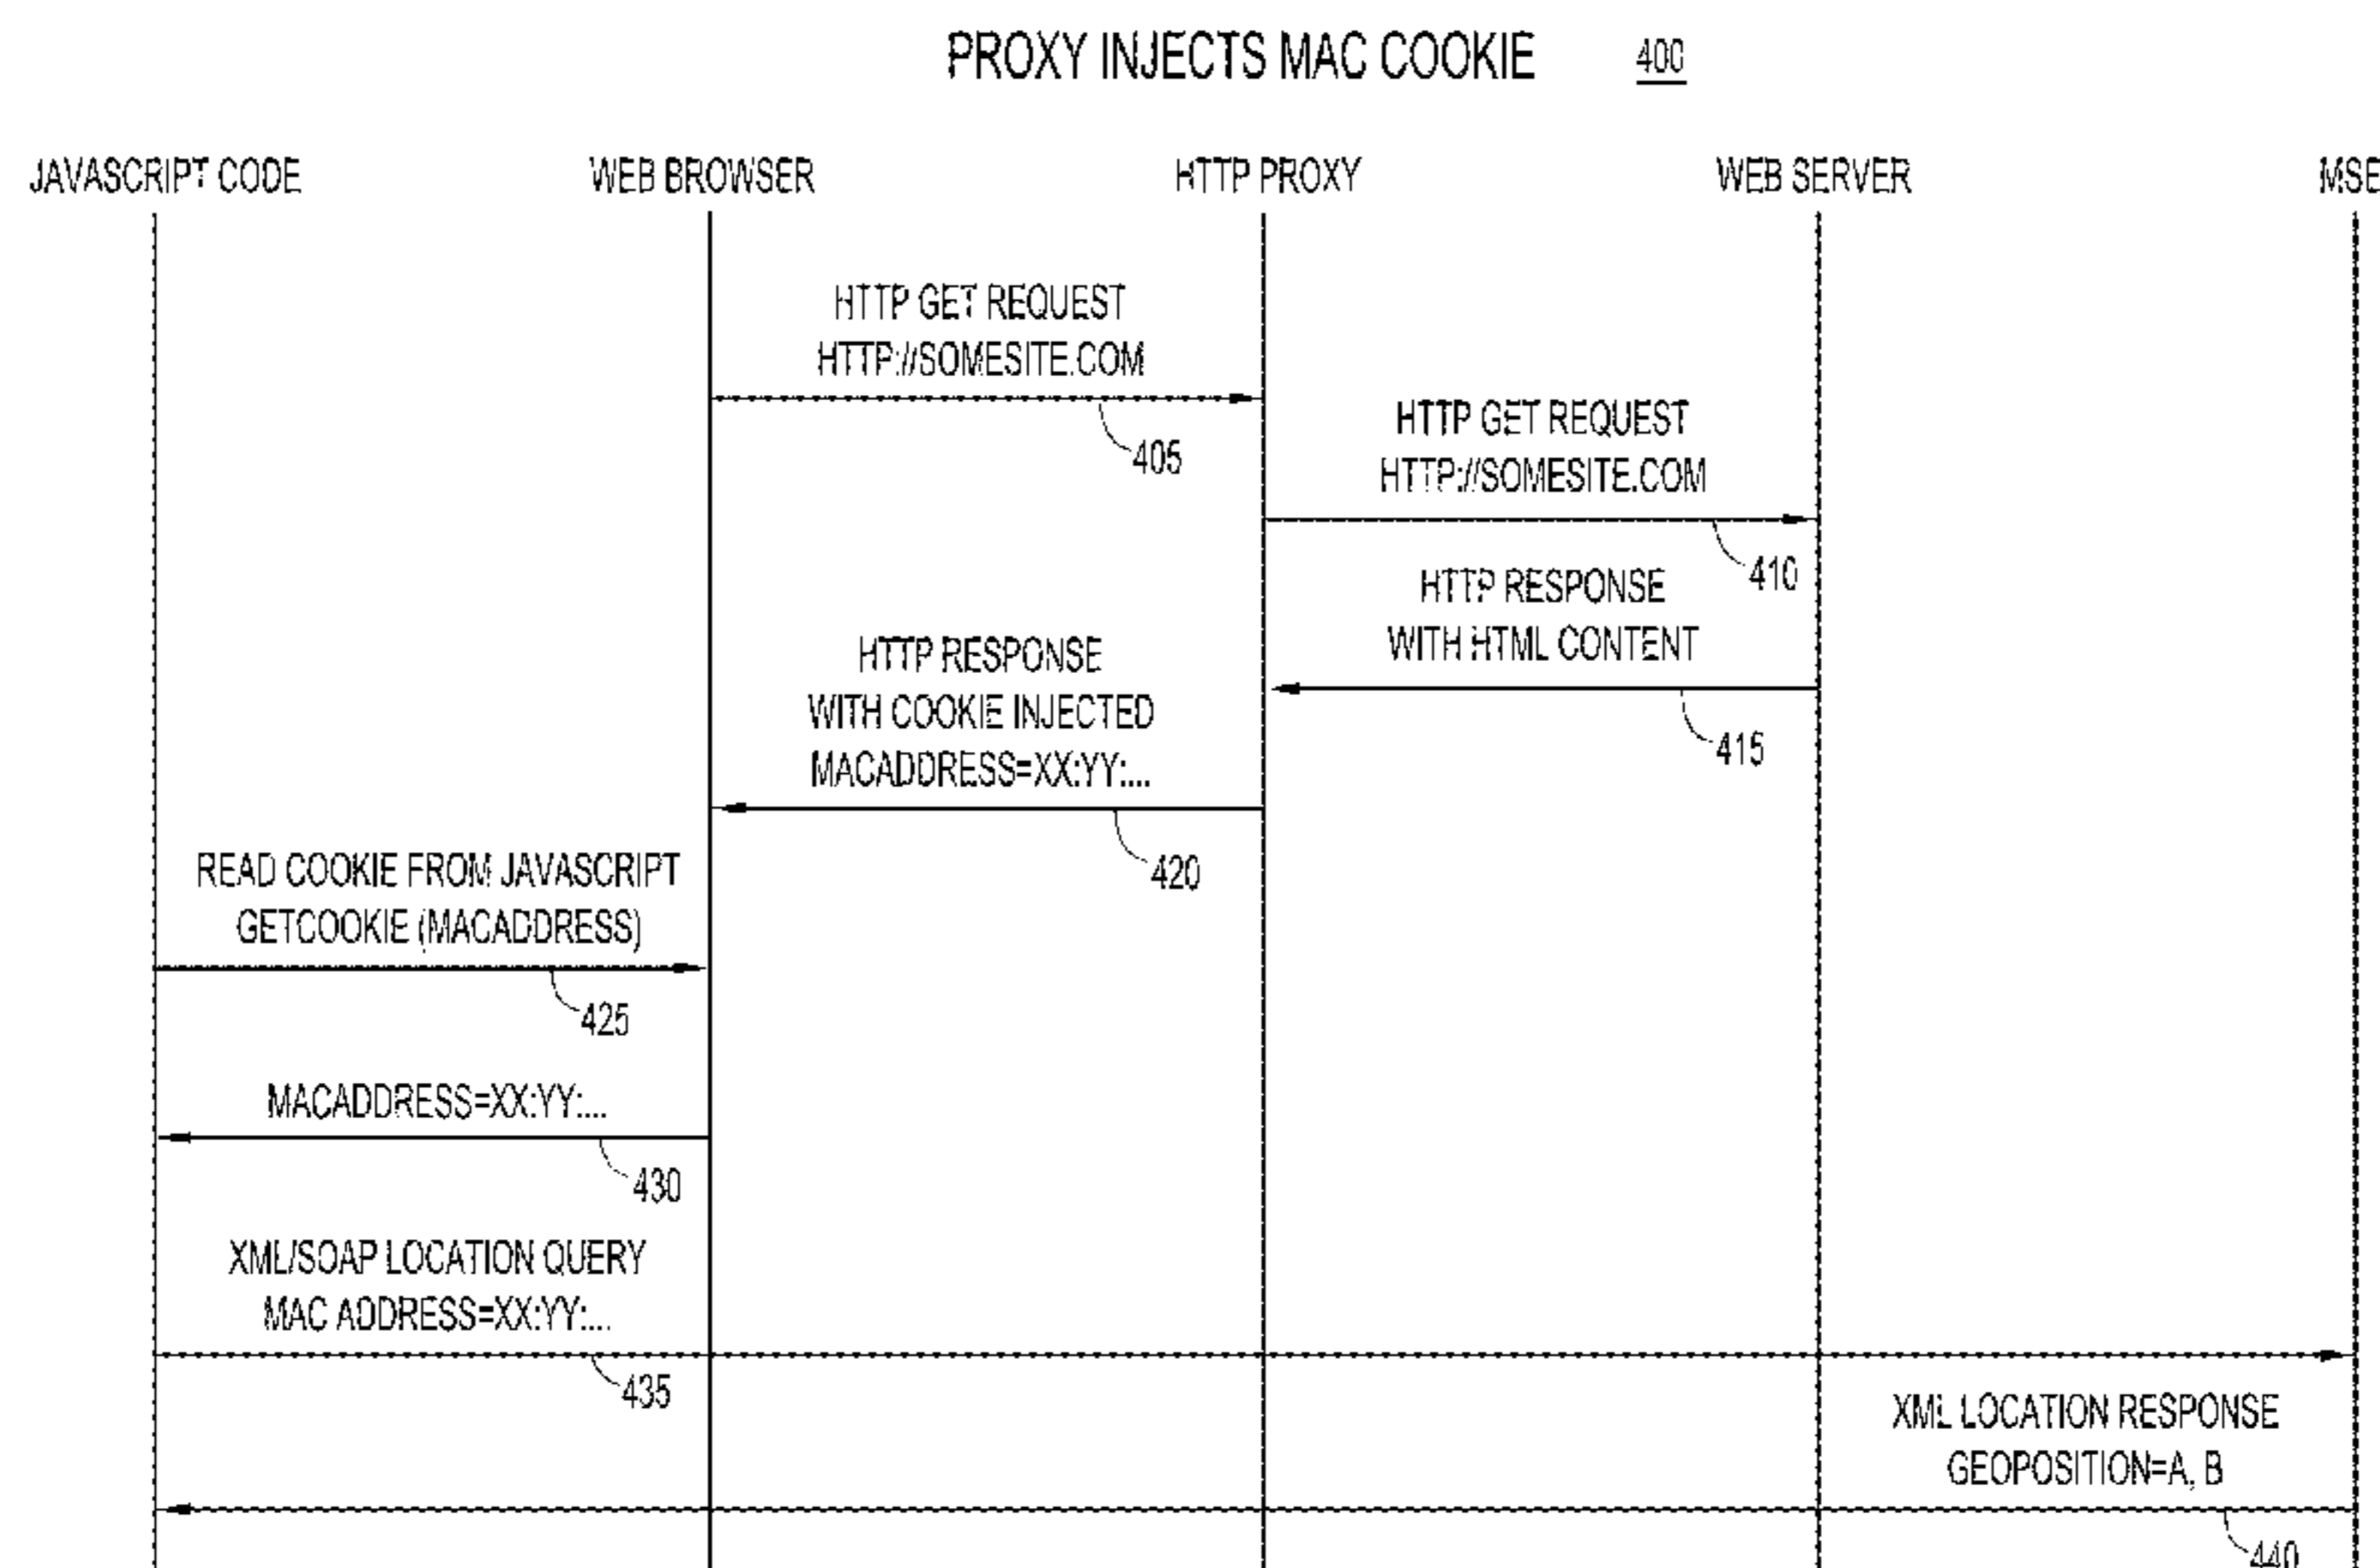 PROXY INJECTS MAC COOKIE 400
JAVASCRIPT CODE
WEB BROWSER
HTTP PROXY
WEB SERVER
MSE
HTTP GET REQUEST
HTTP://SOMESITE.COM
405
HTTP GET REQUEST
HTTP://SOMESITE.COM
410
HTTP RESPONSE
WITH HTML CONTENT
415
HTTP RESPONSE
WITH COOKIE INJECTED
MACADDRESS=XX:YY:...
420
READ COOKIE FROM JAVASCRIPT
GETCOOKIE (MACADDRESS)
425
MACADDRESS=XX:YY:...
430
XML/SOAP LOCATION QUERY
MAC ADDRESS=XX:YY:...
435
XML LOCATION RESPONSE
GEOPOSITION=A, B
440